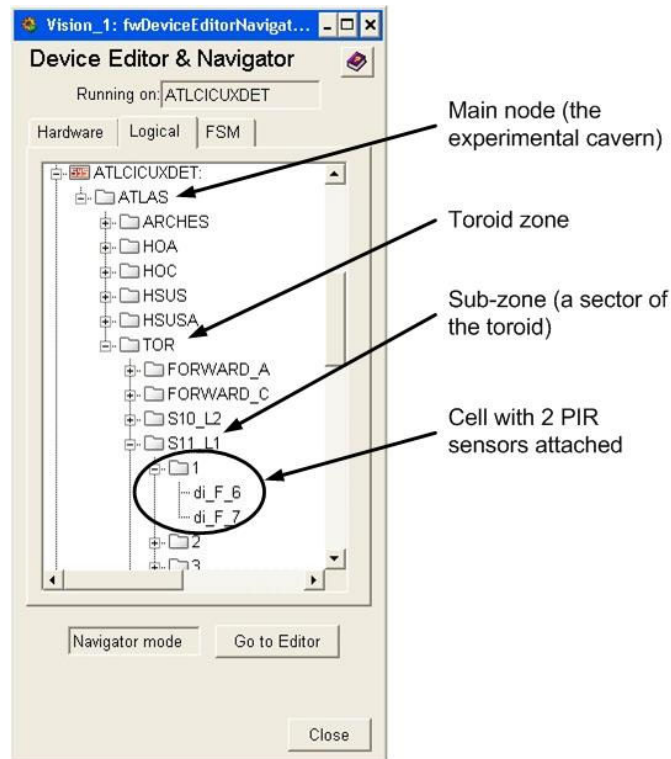 Vision_1: fwDeviceEditorNavigat...
Device Editor & Navigator
Running on: ATLCICUXDET
Hardware Logical FSM
ATLCICUXDET:
ATLAS
ARCHES
HOA
HOC
HSUS
HSUSA
TOR
FORWARD_A
FORWARD_C
S10_L2
S11_L1
1
di_F_6
di_F_7
2
3
Navigator mode Go to Editor
Close
Main node (the
experimental cavern)
Toroid zone
Sub-zone (a sector of
the toroid)
Cell with 2 PIR
sensors attached